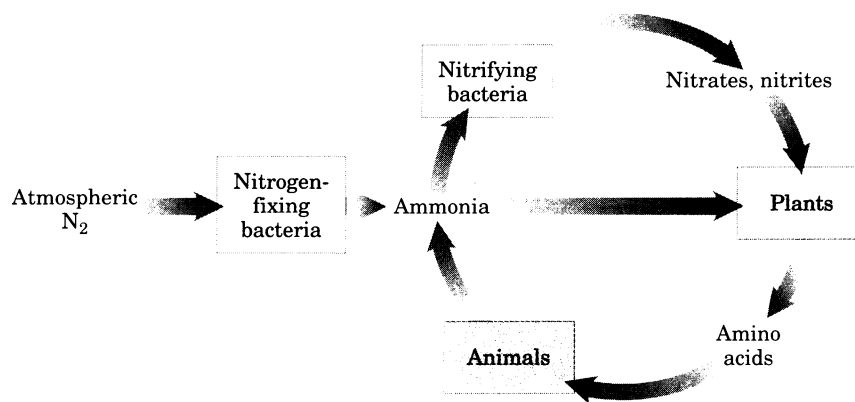 Nitrifying
bacteria
Nitrates, nitrites
Atmospheric
N₂
Nitrogen-
fixing
bacteria
Ammonia
Plants
Animals
Amino
acids